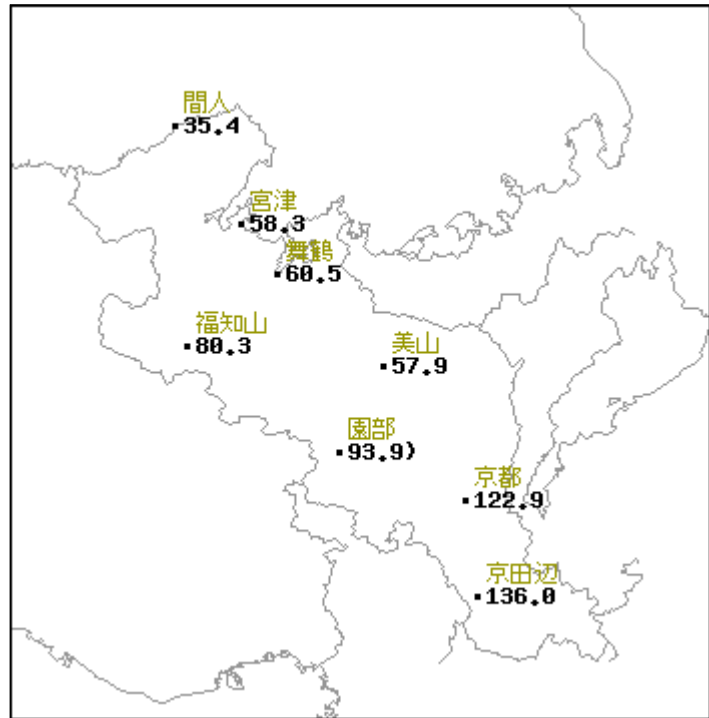 間人
35.4
宮津
58.3
舞鶴
60.5
福知山
80.3
美山
57.9
園部
93.9)
京都
122.9
京田辺
136.0